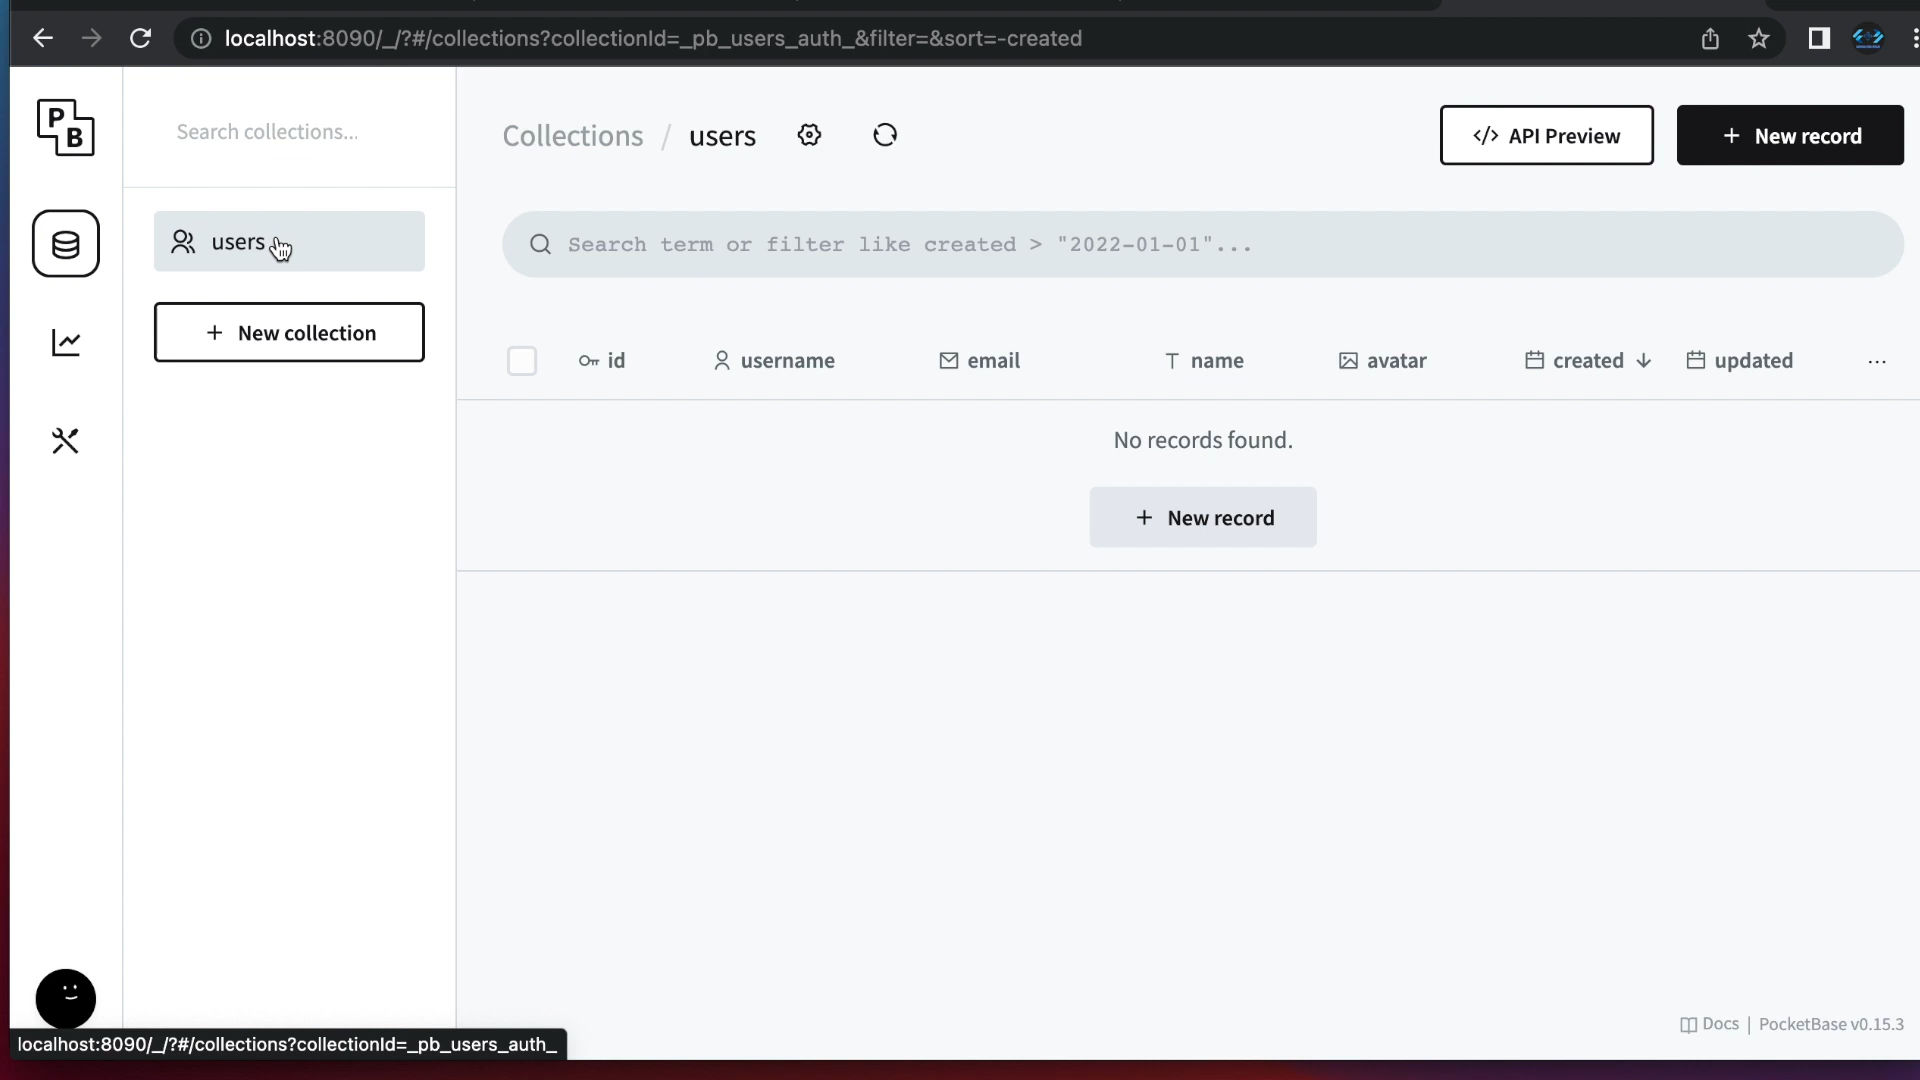 localhost:8090/_/?#/collections?collectionId=_pb_users_auth_&filter=&sort=-created
P
B
Search collections...
users
+ New collection
Collections / users
</> API Preview
+ New record
Search term or filter like created > "2022-01-01"...
id
username
email
T name
avatar
created
updated
...
No records found.
+ New record
Docs | PocketBase v0.15.3
localhost:8090/_/?#/collections?collectionId=_pb_users_auth_